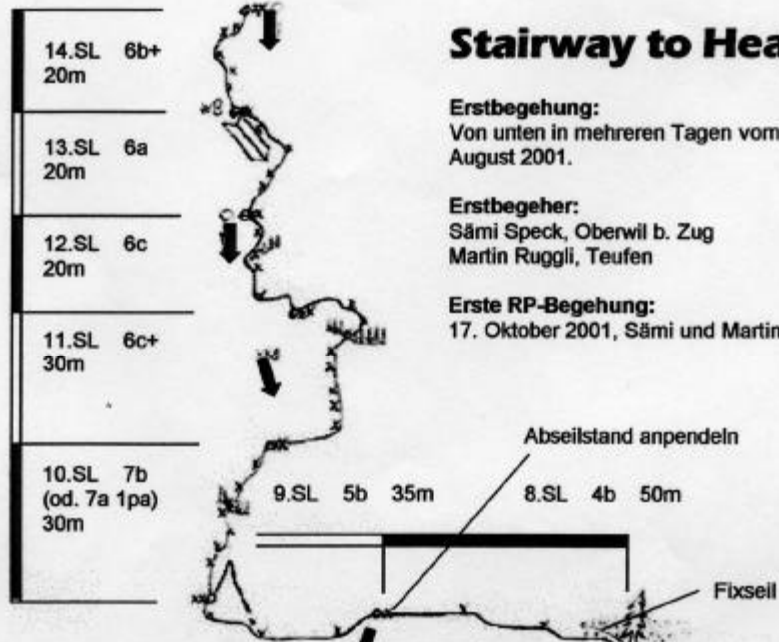 Stairway to Hea
Erstbegehung:
Von unten in mehreren Tagen vom
August 2001.
Erstbegeher:
Sämi Speck, Oberwil b. Zug
Martin Ruggli, Teufen
Erste RP-Begehung:
17. Oktober 2001, Sämi und Martin
14.SL 6b+
20m
13.SL 6a
20m
12.SL 6c
20m
11.SL 6c+
30m
10.SL 7b
(od. 7a 1pa)
30m
Abseilstand anpendeln
9.SL 5b 35m 8.SL 4b 50m
Fixseil